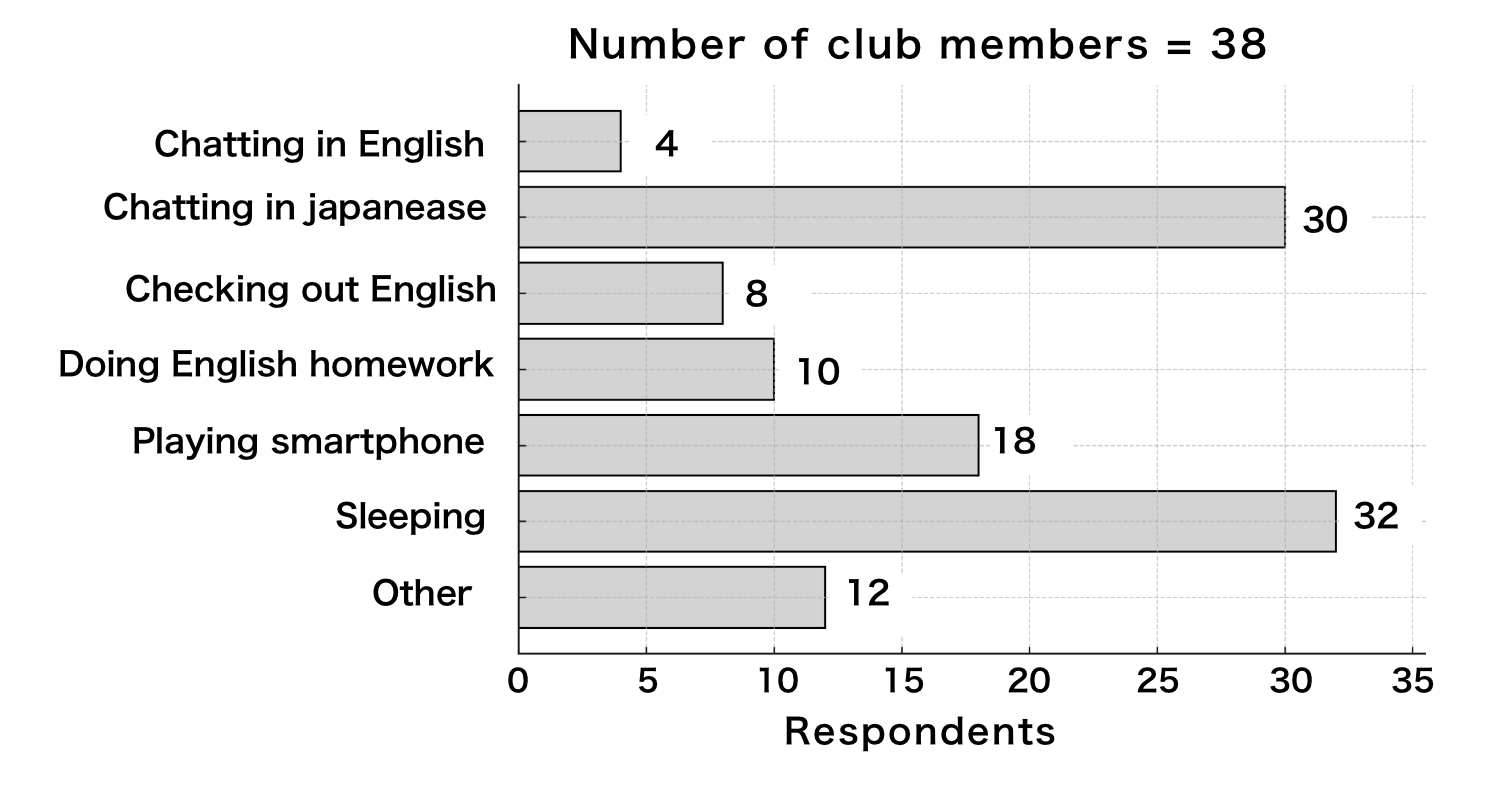 Number of club members = 38
Chatting in English 4
Chatting in japanease 30
Checking out English 8
Doing English homework 10
Playing smartphone 18
Sleeping 32
Other 12
0 5 10 15 20 25 30 35
Respondents